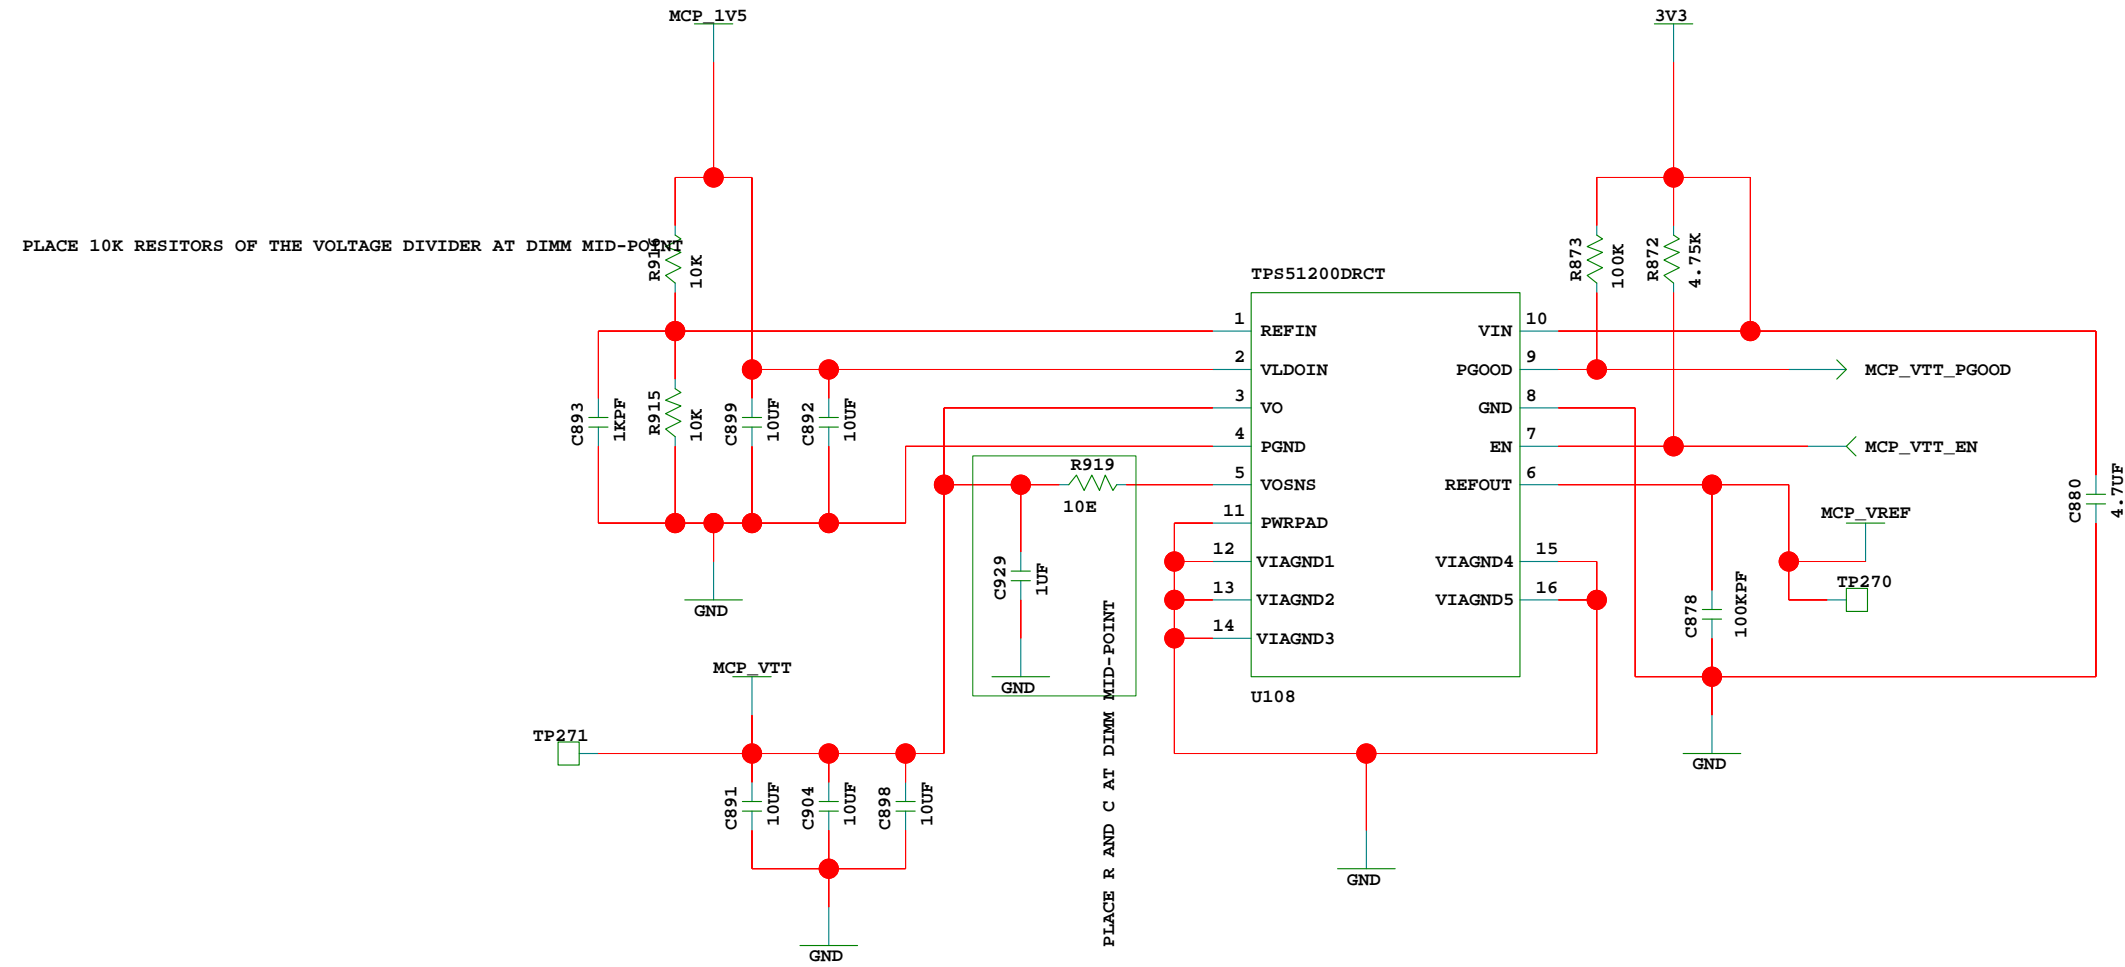 MCP_1V5
3V3
PLACE 10K RESITORS OF THE VOLTAGE DIVIDER AT DIMM MID-POINT
R916
10K
R873
100K
R872
4.75K
TPS51200DRCT
1
REFIN
VIN
10
2
VLDOIN
PGOOD
9
MCP_VTT_PGOOD
3
VO
GND
8
4
PGND
EN
7
MCP_VTT_EN
5
VOSNS
REFOUT
6
11
PWRPAD
12
VIAGND1
VIAGND4
15
13
VIAGND2
VIAGND5
16
14
VIAGND3
U108
C893
1KPF
R915
10K
C899
10UF
C892
10UF
R919
10E
C929
1UF
GND
GND
PLACE R AND C AT DIMM MID-POINT
MCP_VREF
TP270
C880
4.7UF
C878
100KPF
GND
MCP_VTT
TP271
C891
10UF
C904
10UF
C898
10UF
GND
GND